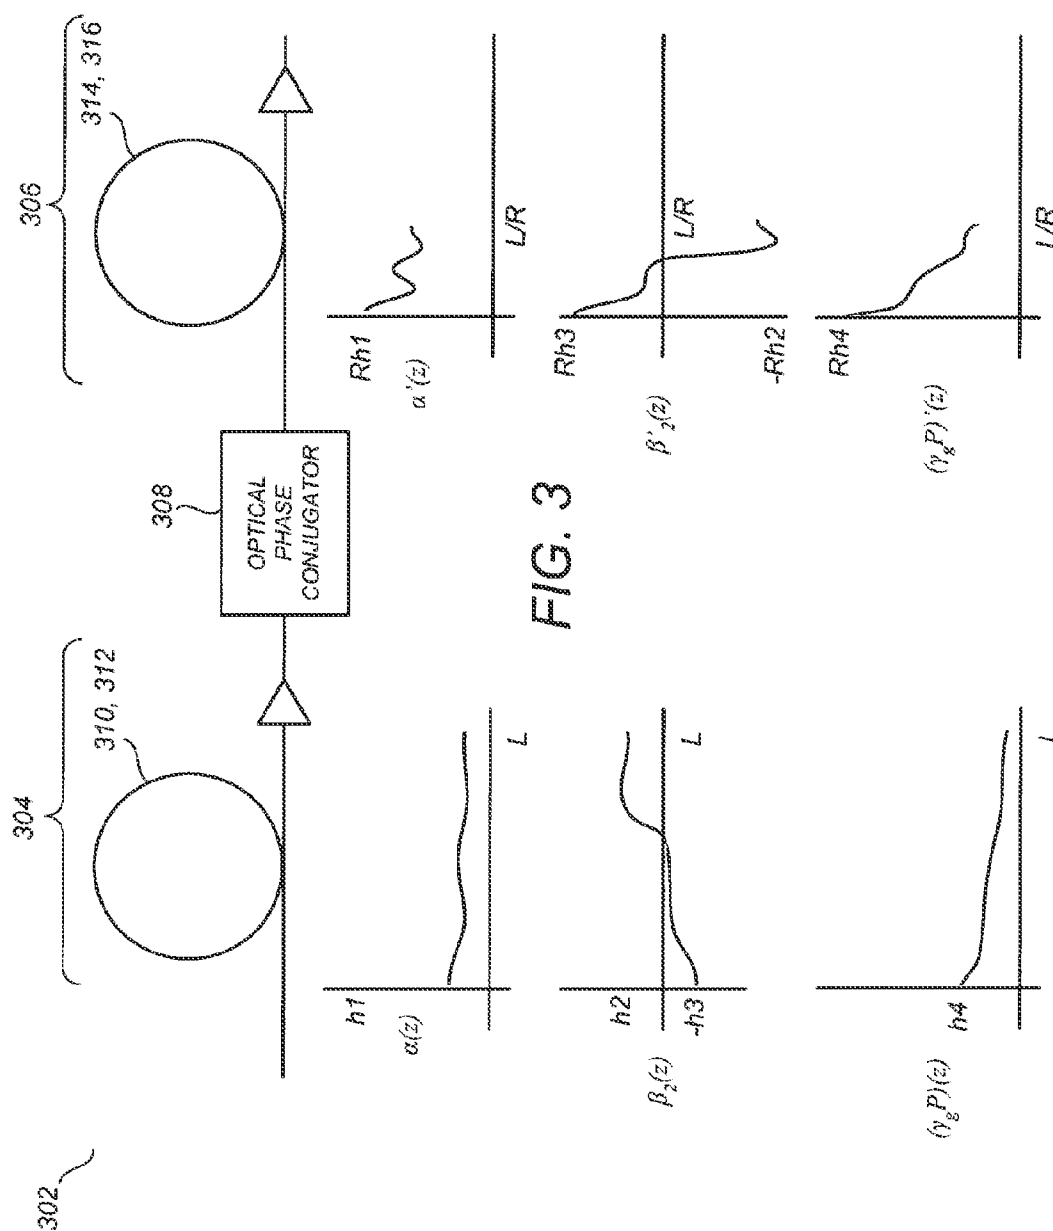 302
304
310, 312
308
OPTICAL
PHASE
CONJUGATOR
306
314, 316
h1
α(z)
L
Rh1
α'(z)
L/R
h2
-h3
β₂(z)
L
Rh3
-Rh2
β'₂(z)
L/R
h4
(γgP)(z)
L
Rh4
(γgP)'(z)
L/R
FIG. 3